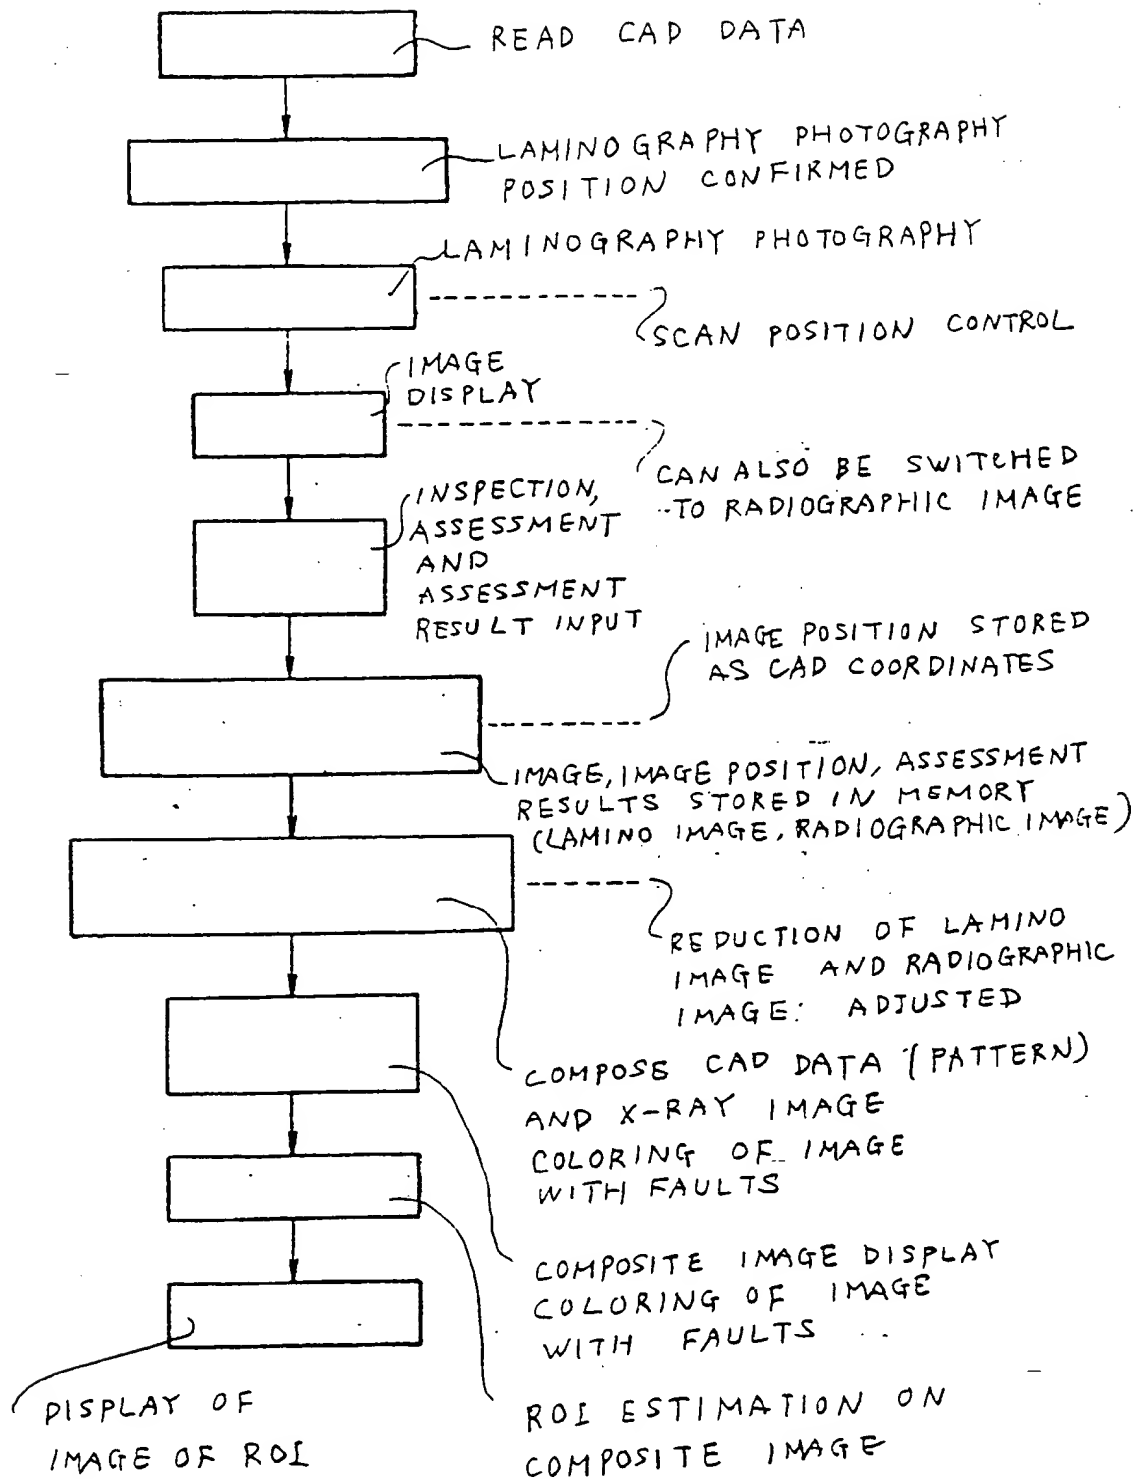 READ CAD DATA
LAMINOGRAPHY PHOTOGRAPHY
POSITION CONFIRMED
LAMINOGRAPHY PHOTOGRAPHY
SCAN POSITION CONTROL
IMAGE
DISPLAY
CAN ALSO BE SWITCHED
TO RADIOGRAPHIC IMAGE
INSPECTION,
ASSESSMENT
AND
ASSESSMENT
RESULT INPUT
IMAGE POSITION STORED
AS CAD COORDINATES
IMAGE, IMAGE POSITION, ASSESSMENT
RESULTS STORED IN MEMORY
(LAMINO IMAGE, RADIOGRAPHIC IMAGE)
REDUCTION OF LAMINO
IMAGE AND RADIOGRAPHIC
IMAGE: ADJUSTED
COMPOSE CAD DATA (PATTERN)
AND X-RAY IMAGE
COLORING OF IMAGE
WITH FAULTS
COMPOSITE IMAGE DISPLAY
COLORING OF IMAGE
WITH FAULTS
ROI ESTIMATION ON
COMPOSITE IMAGE
DISPLAY OF
IMAGE OF ROI